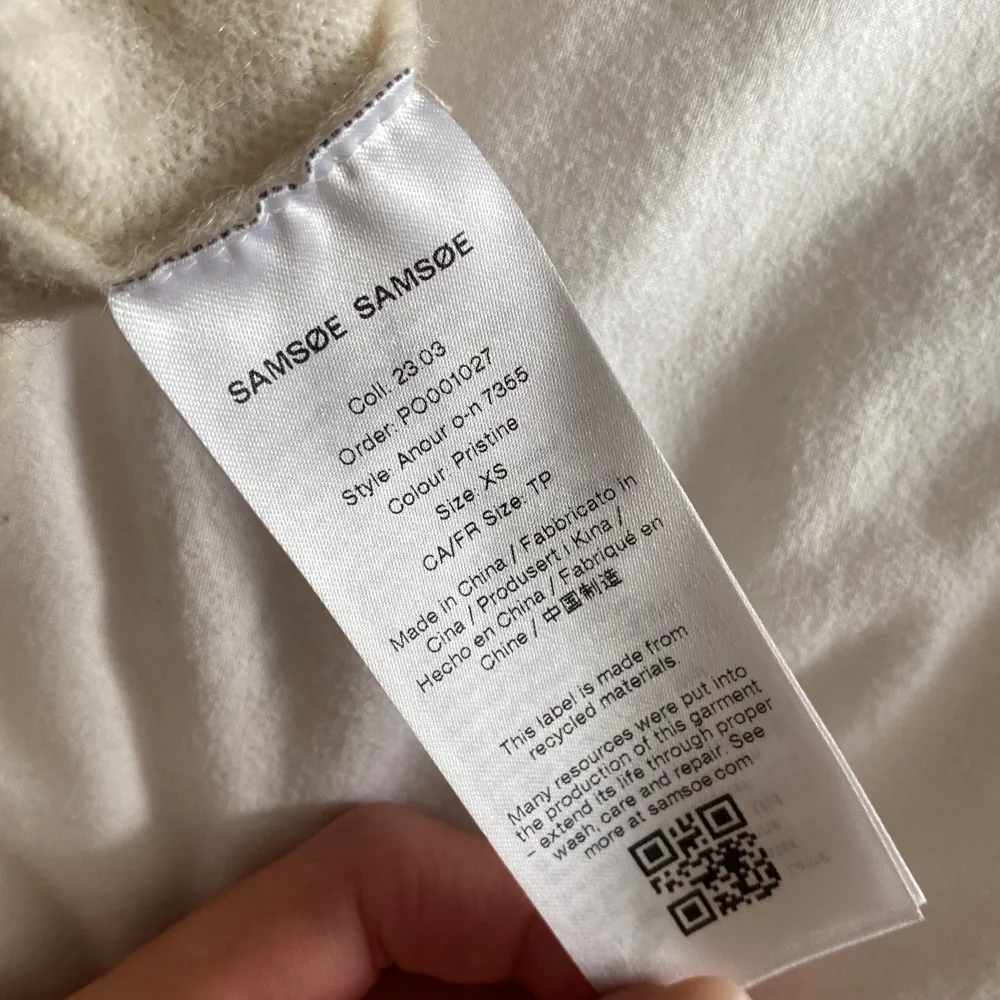 SAMSØE SAMSØE
Coll. 23 03
Order: PO001027
Style: Anour o-n 7365
Colour: Pristine
Size: XS
CA/FR Size: TP
Made in China / Fabbricato in
Cina / Produsert i Kina /
Hecho en China / Fabriqué en
Chine / 中国制造
This label is made from
recycled materials.
Many resources were put into
the production of this garment
– extend its life through proper
wash, care and repair. See
more at samsoe.com